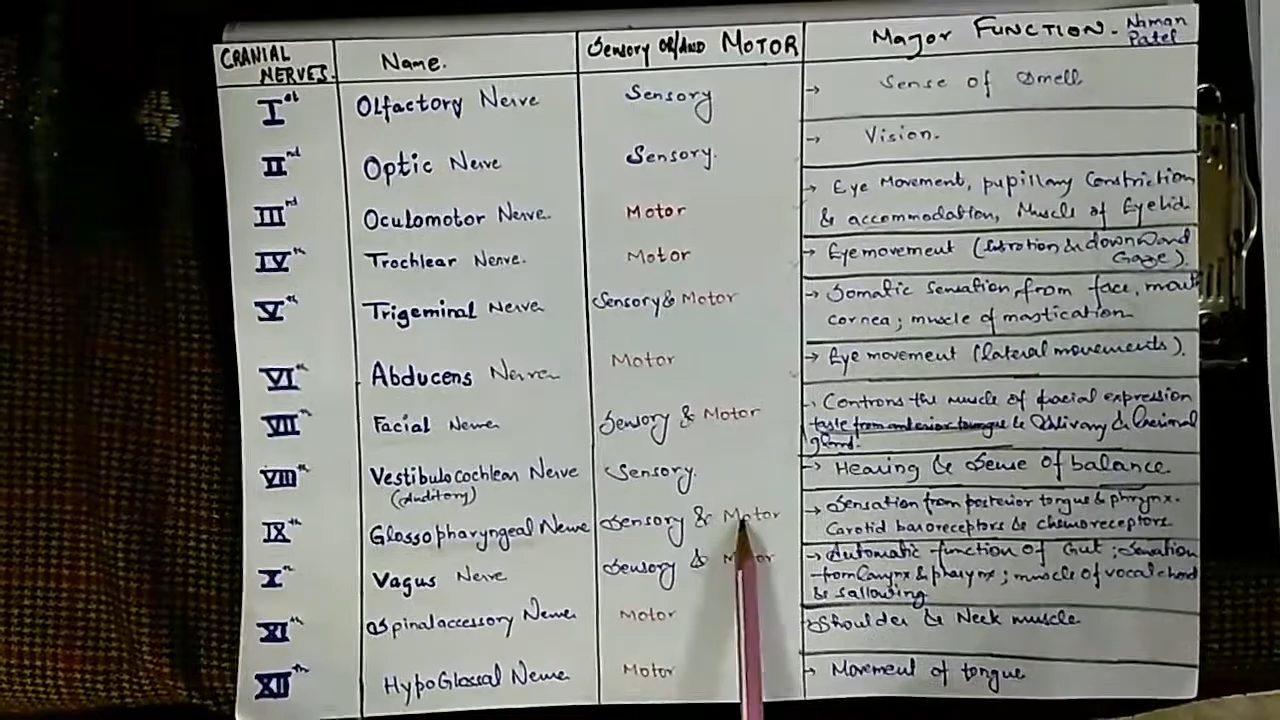 CRANIAL NERVES. Name. Sensory OR/AND MOTOR Major FUNCTION. Naman Patel
Ist Olfactory Nerve Sensory → Sense of Smell
IInd Optic Nerve Sensory. → Vision.
IIIrd Oculomotor Nerve. Motor → Eye Movement, pupillary Constriction
& accommodation, Muscle of Eyelid
IVth Trochlear Nerve. Motor → Eye movement ( & downward
Gaze).
Vth Trigeminal Nerve Sensory & Motor → Somatic Sensation, from face, mouth
cornea; muscle of mastication
VIth Abducens Nerve Motor → Eye movement (lateral movements).
VIIth Facial Nerve Sensory & Motor Controns the muscle of facial expression
taste from anterior toungue & Salivary & lacrimal
gland.
VIIIth Vestibulocochlear Nerve Sensory. → Hearing & Sense of balance
(Auditory)
IXth Glossopharyngeal Nerve Sensory & Motor → Sensation from posterior tongue & phrynx.
Carotid baroreceptors & chemoreceptors
Xth Vagus Nerve Sensory & Motor → Automatic function of Gut; Sensation
from larynx & pharynx; muscle of vocal chord
& sallowing
XIth Spinalaccessory Nerve Motor → Shoulder & Neck muscle
XIIth HypoGlossal Nerve Motor → Movement of tongue